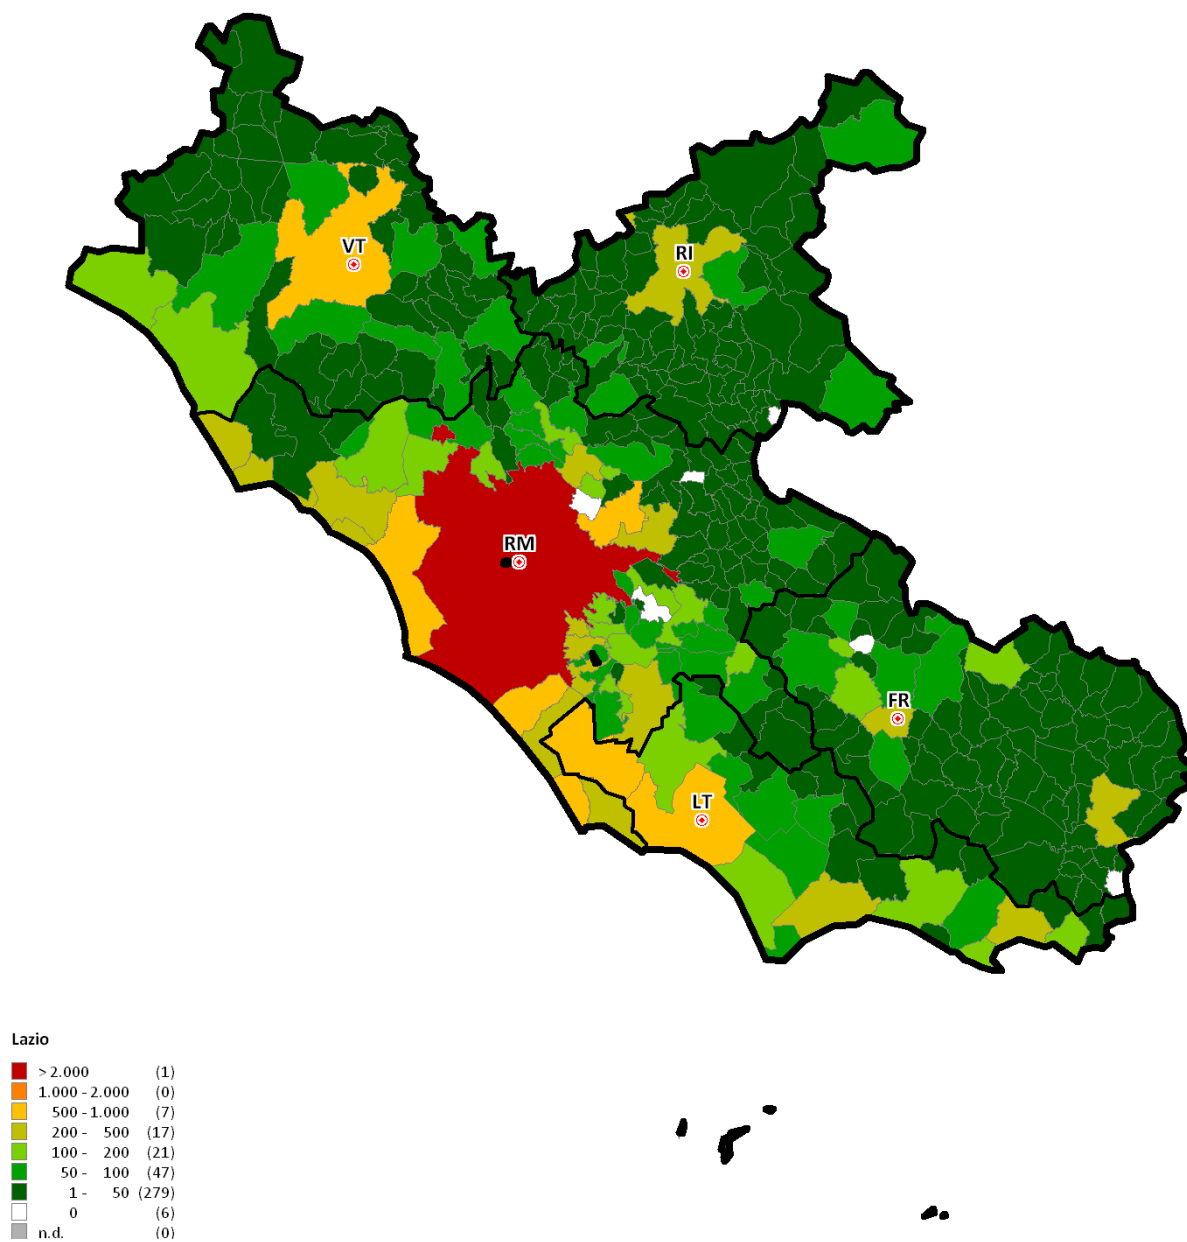 VT
RI
RM
FR
LT
Lazio
> 2.000 (1)
1.000 - 2.000 (0)
500 - 1.000 (7)
200 - 500 (17)
100 - 200 (21)
50 - 100 (47)
1 - 50 (279)
0 (6)
n.d. (0)